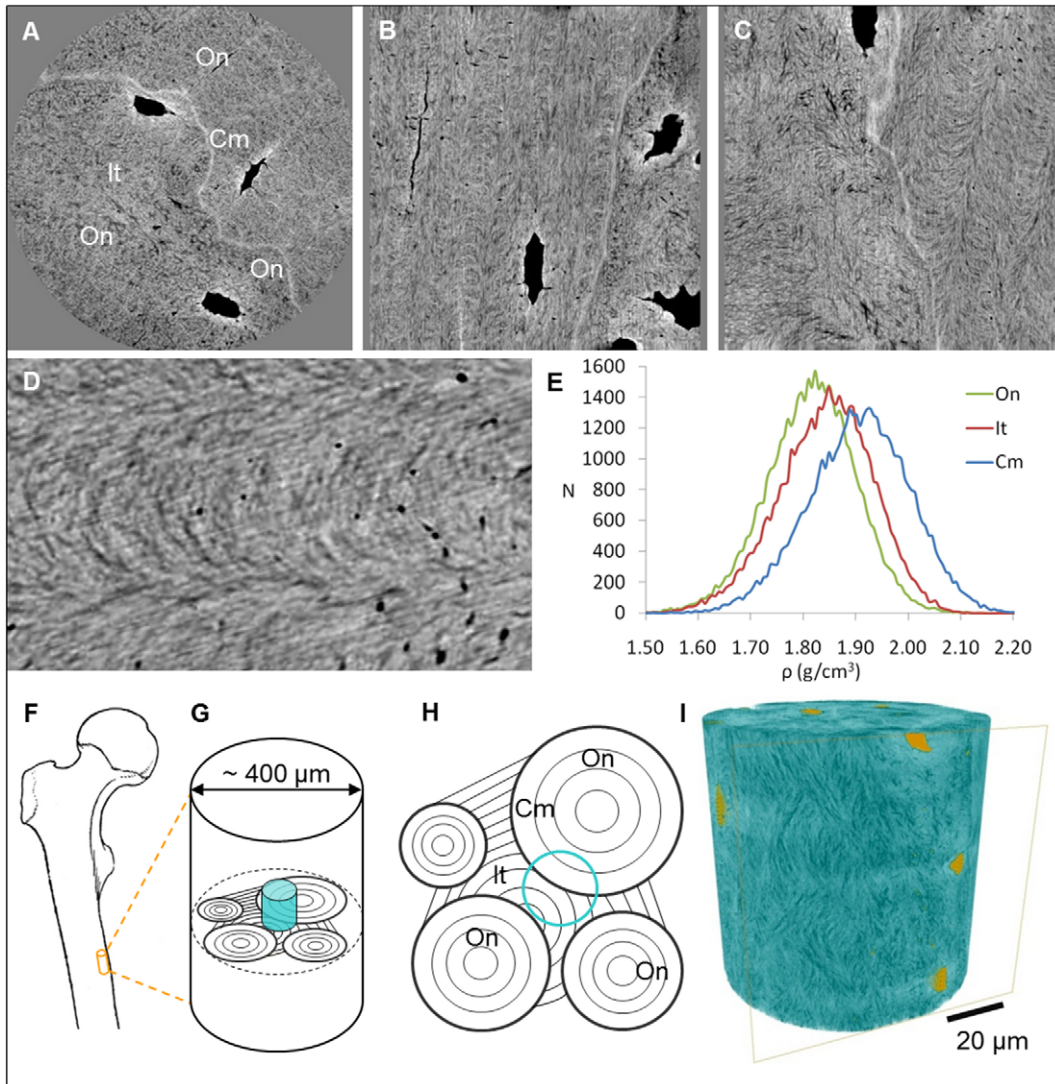 A
On
Cm
It
On
On
B
C
D
E
1600
1400
1200
1000
N
800
600
400
200
0
1.50 1.60 1.70 1.80 1.90 2.00 2.10 2.20
ρ (g/cm³)
On
It
Cm
F
G
~ 400 µm
H
On
Cm
It
On
On
I
20 µm